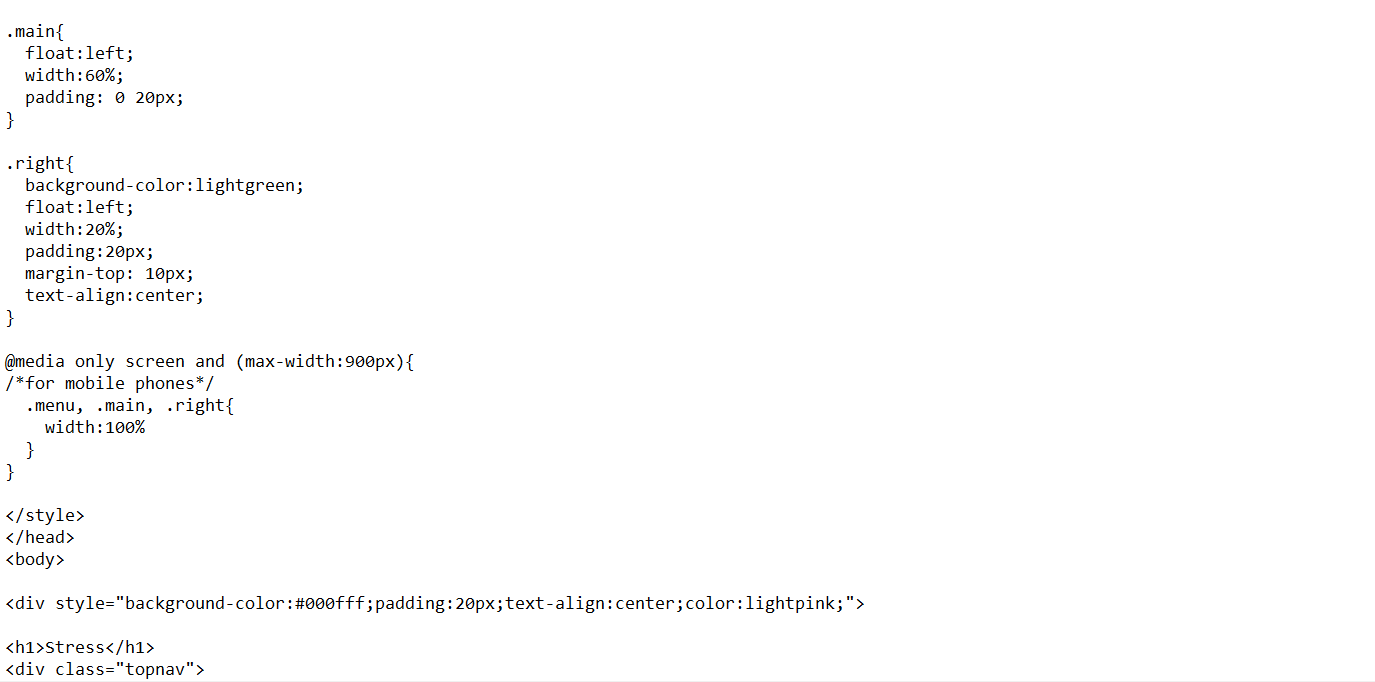 .main{
  float:left;
  width:60%;
  padding: 0 20px;
}

.right{
  background-color:lightgreen;
  float:left;
  width:20%;
  padding:20px;
  margin-top: 10px;
  text-align:center;
}

@media only screen and (max-width:900px){
/*for mobile phones*/
  .menu, .main, .right{
    width:100%
  }
}

</style>
</head>
<body>

<div style="background-color:#000fff;padding:20px;text-align:center;color:lightpink;">

<h1>Stress</h1>
<div class="topnav">